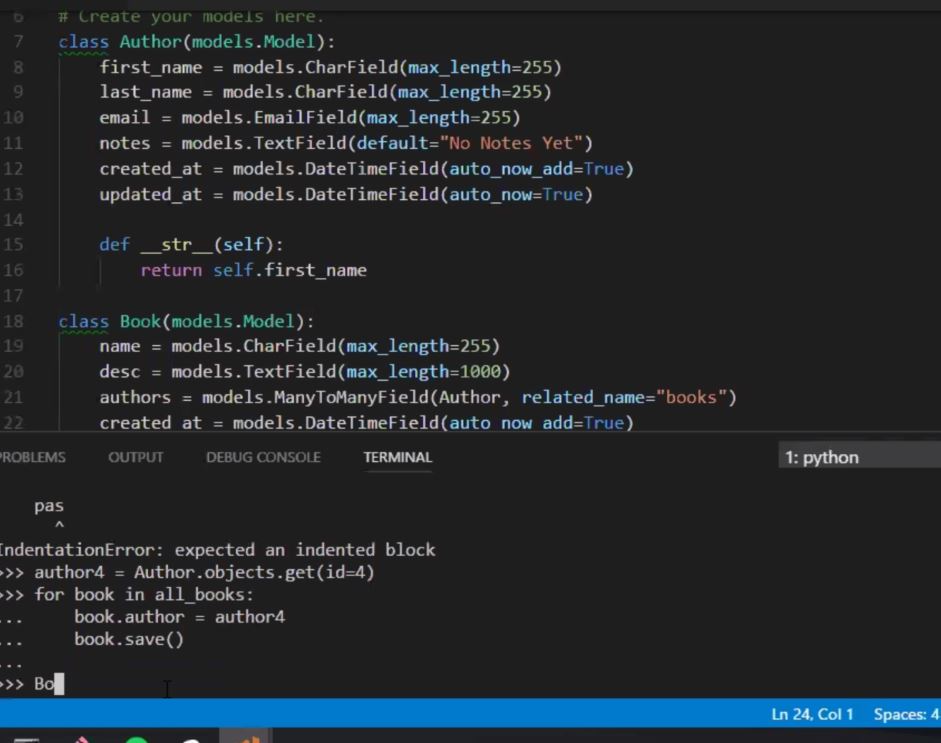 6 # Create your models here.
7 class Author(models.Model):
8 first_name = models.CharField(max_length=255)
9 last_name = models.CharField(max_length=255)
10 email = models.EmailField(max_length=255)
11 notes = models.TextField(default="No Notes Yet")
12 created_at = models.DateTimeField(auto_now_add=True)
13 updated_at = models.DateTimeField(auto_now=True)
14
15 def __str__(self):
16 return self.first_name
17
18 class Book(models.Model):
19 name = models.CharField(max_length=255)
20 desc = models.TextField(max_length=1000)
21 authors = models.ManyToManyField(Author, related_name="books")
22 created_at = models.DateTimeField(auto_now_add=True)
PROBLEMS OUTPUT DEBUG CONSOLE TERMINAL 1: python
pas
^
IndentationError: expected an indented block
>>> author4 = Author.objects.get(id=4)
>>> for book in all_books:
... book.author = author4
... book.save()
...
>>> Bo
Ln 24, Col 1 Spaces: 4